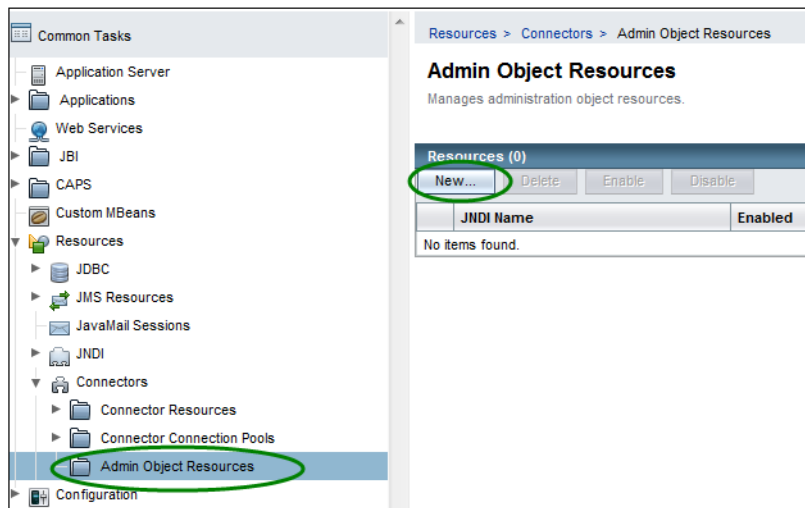 Common Tasks
Application Server
Applications
Web Services
JBI
CAPS
Custom MBeans
Resources
JDBC
JMS Resources
JavaMail Sessions
JNDI
Connectors
Connector Resources
Connector Connection Pools
Admin Object Resources
Configuration
Resources > Connectors > Admin Object Resources
Admin Object Resources
Manages administration object resources.
Resources (0)
New... Delete Enable Disable
JNDI Name Enabled
No items found.